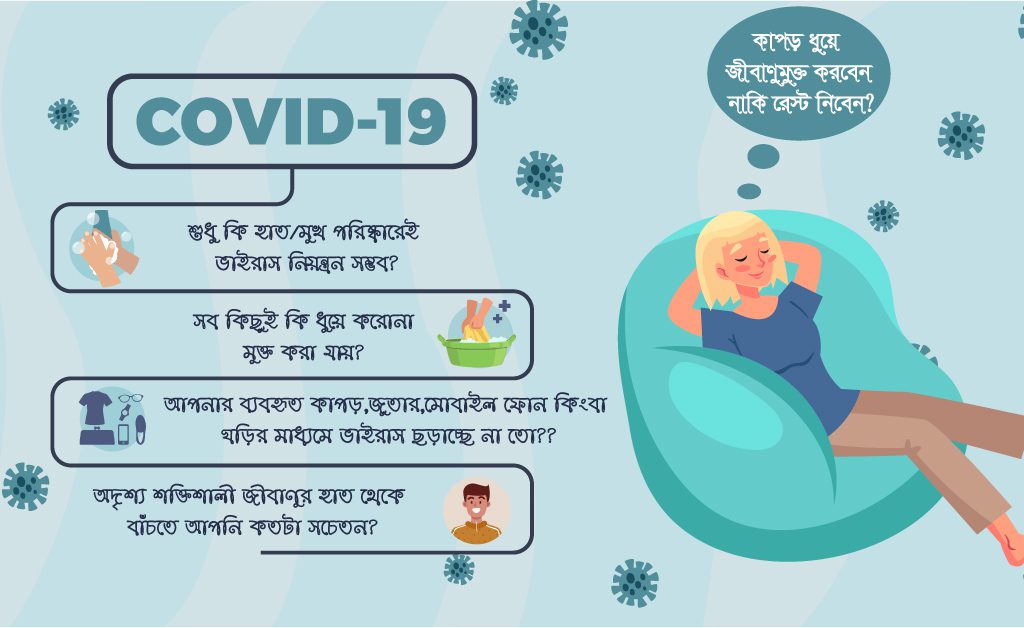 COVID-19
শুধু কি হাত/মুখ পরিষ্কারেই
ভাইরাস নিয়ন্ত্রন সম্ভব?
সব কিছুই কি ধুয়ে করোনা
মুক্ত করা যায়?
আপনার ব্যবহৃত কাপড়,জুতার,মোবাইল ফোন কিংবা
ঘড়ির মাধ্যমে ভাইরাস ছড়াচ্ছে না তো??
অদৃশ্য শক্তিশালী জীবাণুর হাত থেকে
বাঁচতে আপনি কতটা সচেতন?
কাপড় ধুয়ে
জীবাণুমুক্ত করবেন
নাকি রেস্ট নিবেন?